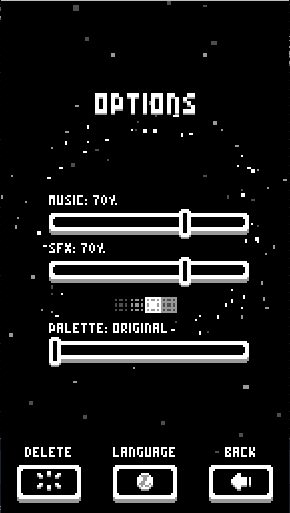 OPTIONS
MUSIC: 70%
SFX: 70%
PALETTE: ORIGINAL
DELETE LANGUAGE BACK